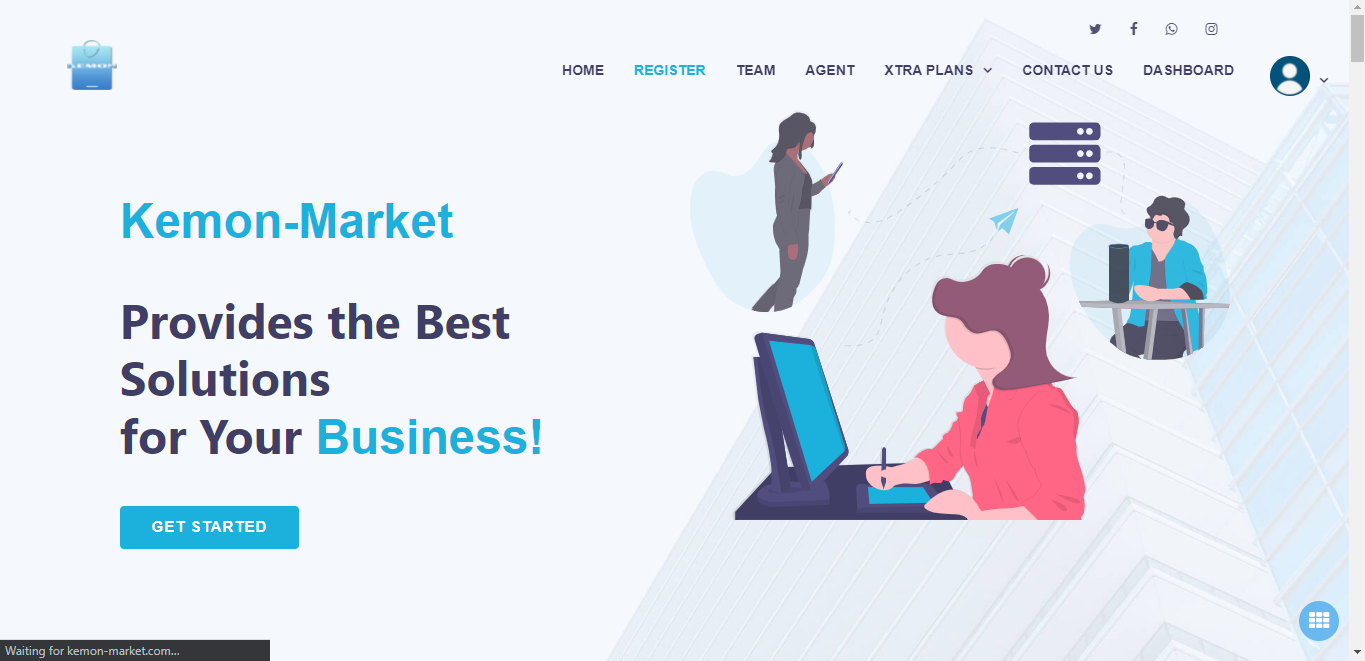 KEMON
HOME REGISTER TEAM AGENT XTRA PLANS CONTACT US DASHBOARD
Kemon-Market
Provides the Best
Solutions
for Your Business!
GET STARTED
Waiting for kemon-market.com...